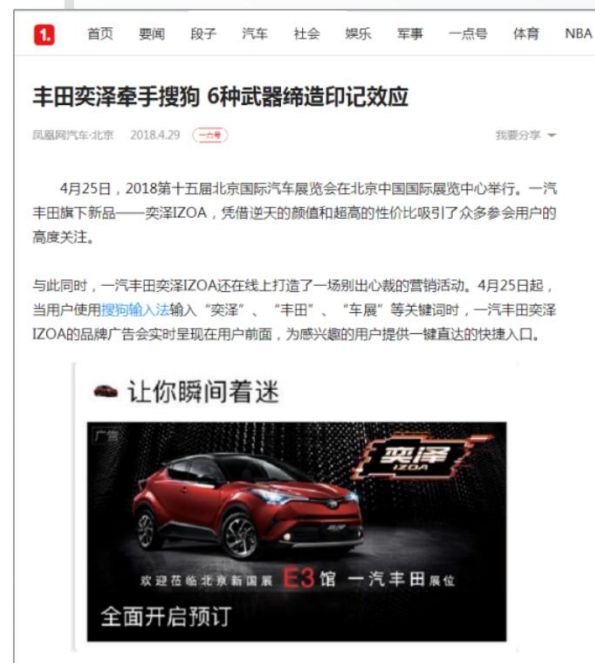 1. 首页 要闻 段子 汽车 社会 娱乐 军事 一点号 体育 NBA
丰田奕泽牵手搜狗 6种武器缔造印记效应
凤凰网汽车·北京 2018.4.29 一点号 我要分享
4月25日，2018第十五届北京国际汽车展览会在北京中国国际展览中心举行。一汽
丰田旗下新品——奕泽IZOA，凭借逆天的颜值和超高的性价比吸引了众多参会用户的
高度关注。
与此同时，一汽丰田奕泽IZOA还在线上打造了一场别出心裁的营销活动。4月25日起，
当用户使用搜狗输入法输入“奕泽”、“丰田”、“车展”等关键词时，一汽丰田奕泽
IZOA的品牌广告会实时呈现在用户前面，为感兴趣的用户提供一键直达的快捷入口。
让你瞬间着迷
广告
奕泽
IZOA
欢迎莅临北京新国展 E3馆 一汽丰田展位
全面开启预订